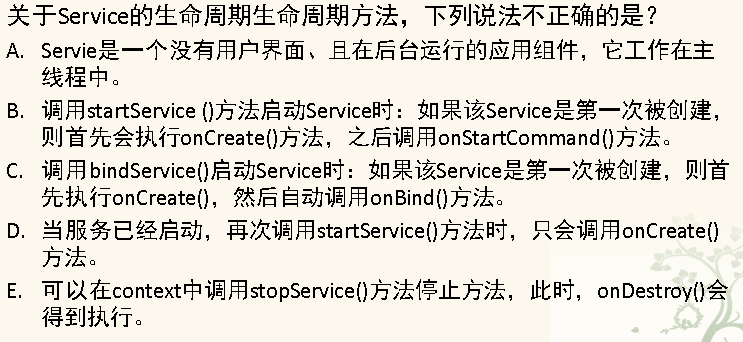 关于Service的生命周期生命周期方法，下列说法不正确的是？
A. Servie是一个没有用户界面、且在后台运行的应用组件，它工作在主
线程中。
B. 调用startService ()方法启动Service时：如果该Service是第一次被创建，
则首先会执行onCreate()方法，之后调用onStartCommand()方法。
C. 调用bindService()启动Service时：如果该Service是第一次被创建，则首
先执行onCreate()，然后自动调用onBind()方法。
D. 当服务已经启动，再次调用startService()方法时，只会调用onCreate()
方法。
E. 可以在context中调用stopService()方法停止方法，此时，onDestroy()会
得到执行。